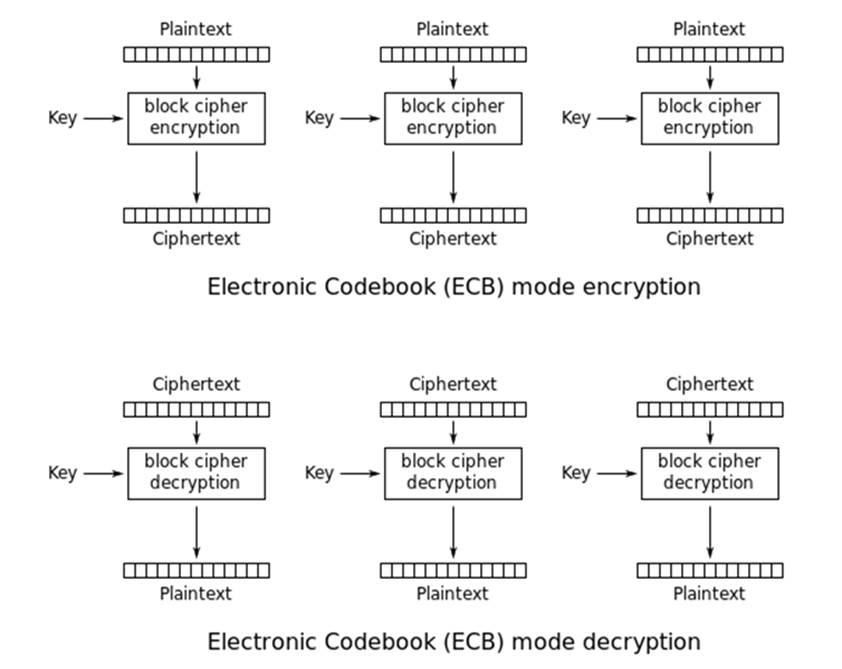 Plaintext Plaintext Plaintext
Key block cipher encryption Key block cipher encryption Key block cipher encryption
Ciphertext Ciphertext Ciphertext
Electronic Codebook (ECB) mode encryption
Ciphertext Ciphertext Ciphertext
Key block cipher decryption Key block cipher decryption Key block cipher decryption
Plaintext Plaintext Plaintext
Electronic Codebook (ECB) mode decryption